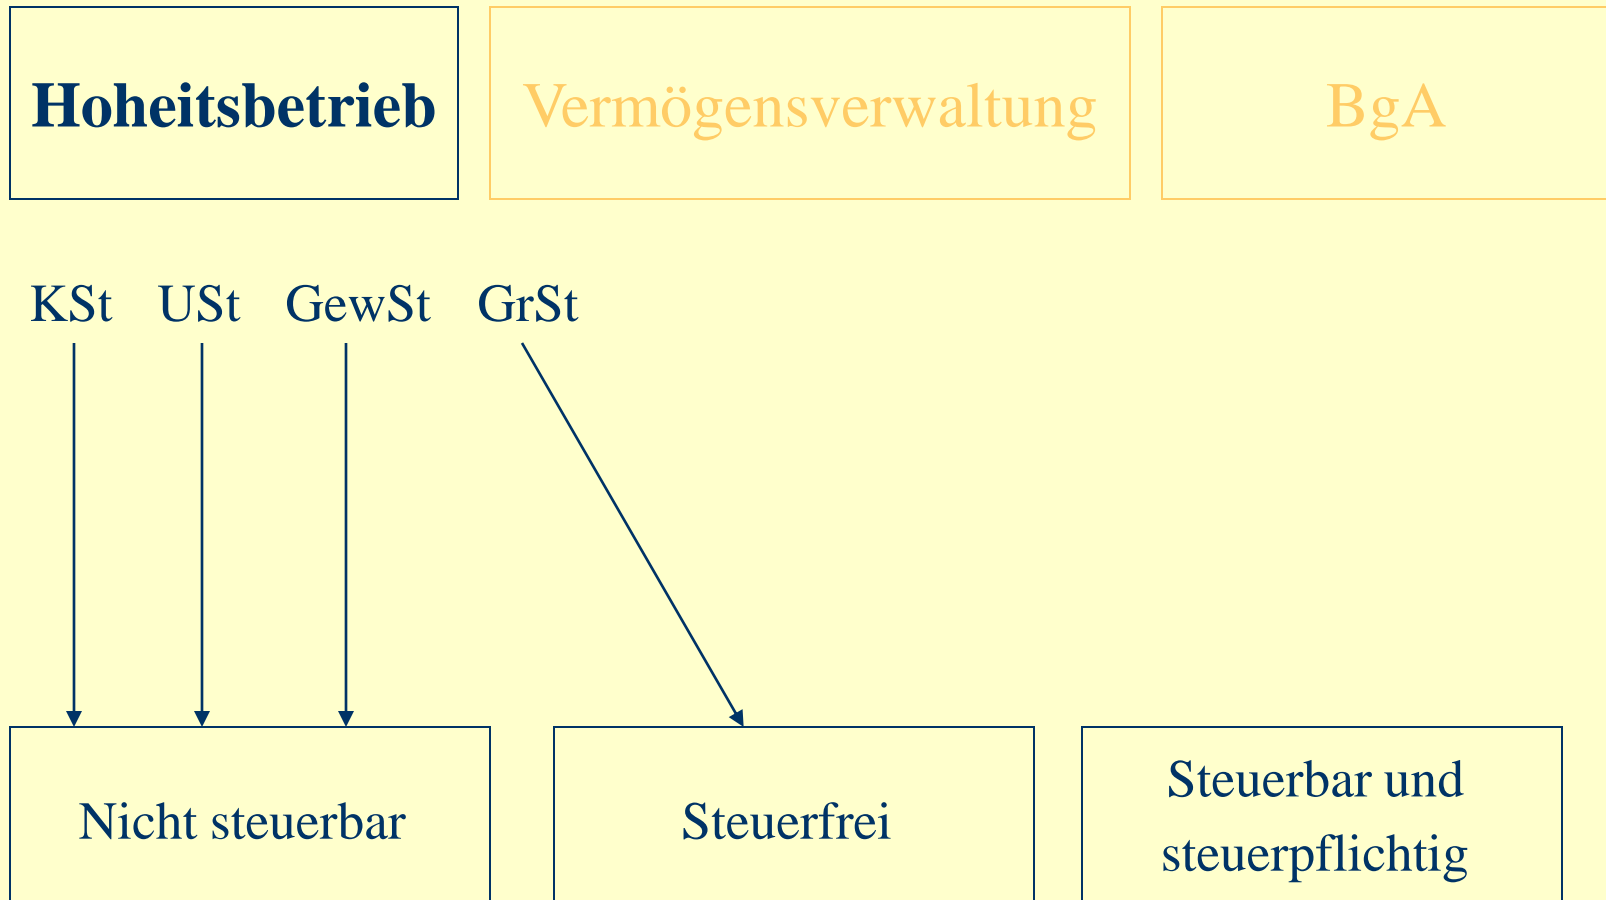 Hoheitsbetrieb
Vermögensverwaltung
BgA
KSt USt GewSt GrSt
Nicht steuerbar
Steuerfrei
Steuerbar und
steuerpflichtig